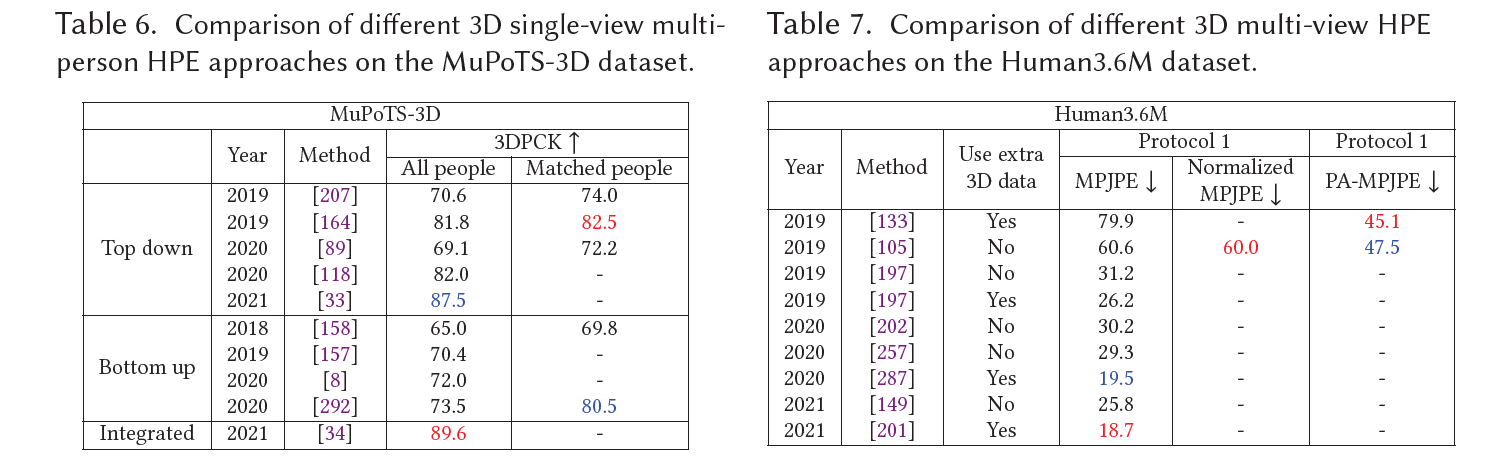 Table 6. Comparison of different 3D single-view multi-
person HPE approaches on the MuPoTS-3D dataset.
MuPoTS-3D
Year Method 3DPCK ↑
All people Matched people
Top down
2019 [207] 70.6 74.0
2019 [164] 81.8 82.5
2020 [89] 69.1 72.2
2020 [118] 82.0 -
2021 [33] 87.5 -
Bottom up
2018 [158] 65.0 69.8
2019 [157] 70.4 -
2020 [8] 72.0 -
2020 [292] 73.5 80.5
Integrated 2021 [34] 89.6 -
Table 7. Comparison of different 3D multi-view HPE
approaches on the Human3.6M dataset.
Human3.6M
Year Method Use extra 3D data
Protocol 1 Protocol 1
MPJPE ↓ Normalized MPJPE ↓ PA-MPJPE ↓
2019 [133] Yes 79.9 - 45.1
2019 [105] No 60.6 60.0 47.5
2019 [197] No 31.2 - -
2019 [197] Yes 26.2 - -
2020 [202] No 30.2 - -
2020 [257] No 29.3 - -
2020 [287] Yes 19.5 - -
2021 [149] No 25.8 - -
2021 [201] Yes 18.7 - -